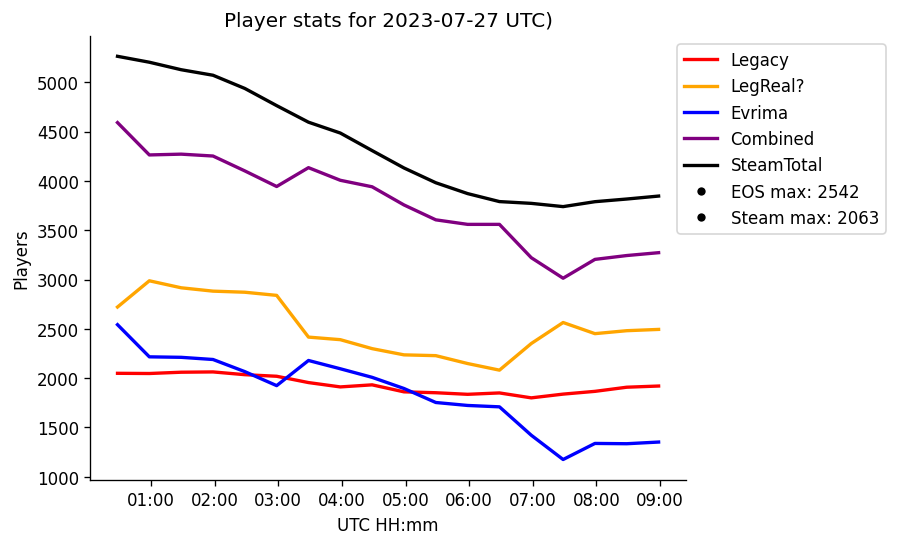 Player stats for 2023-07-27 UTC)
Legacy
LegReal?
Evrima
Combined
SteamTotal
EOS max: 2542
Steam max: 2063
Players
5000
4500
4000
3500
3000
2500
2000
1500
1000
01:00 02:00 03:00 04:00 05:00 06:00 07:00 08:00 09:00
UTC HH:mm